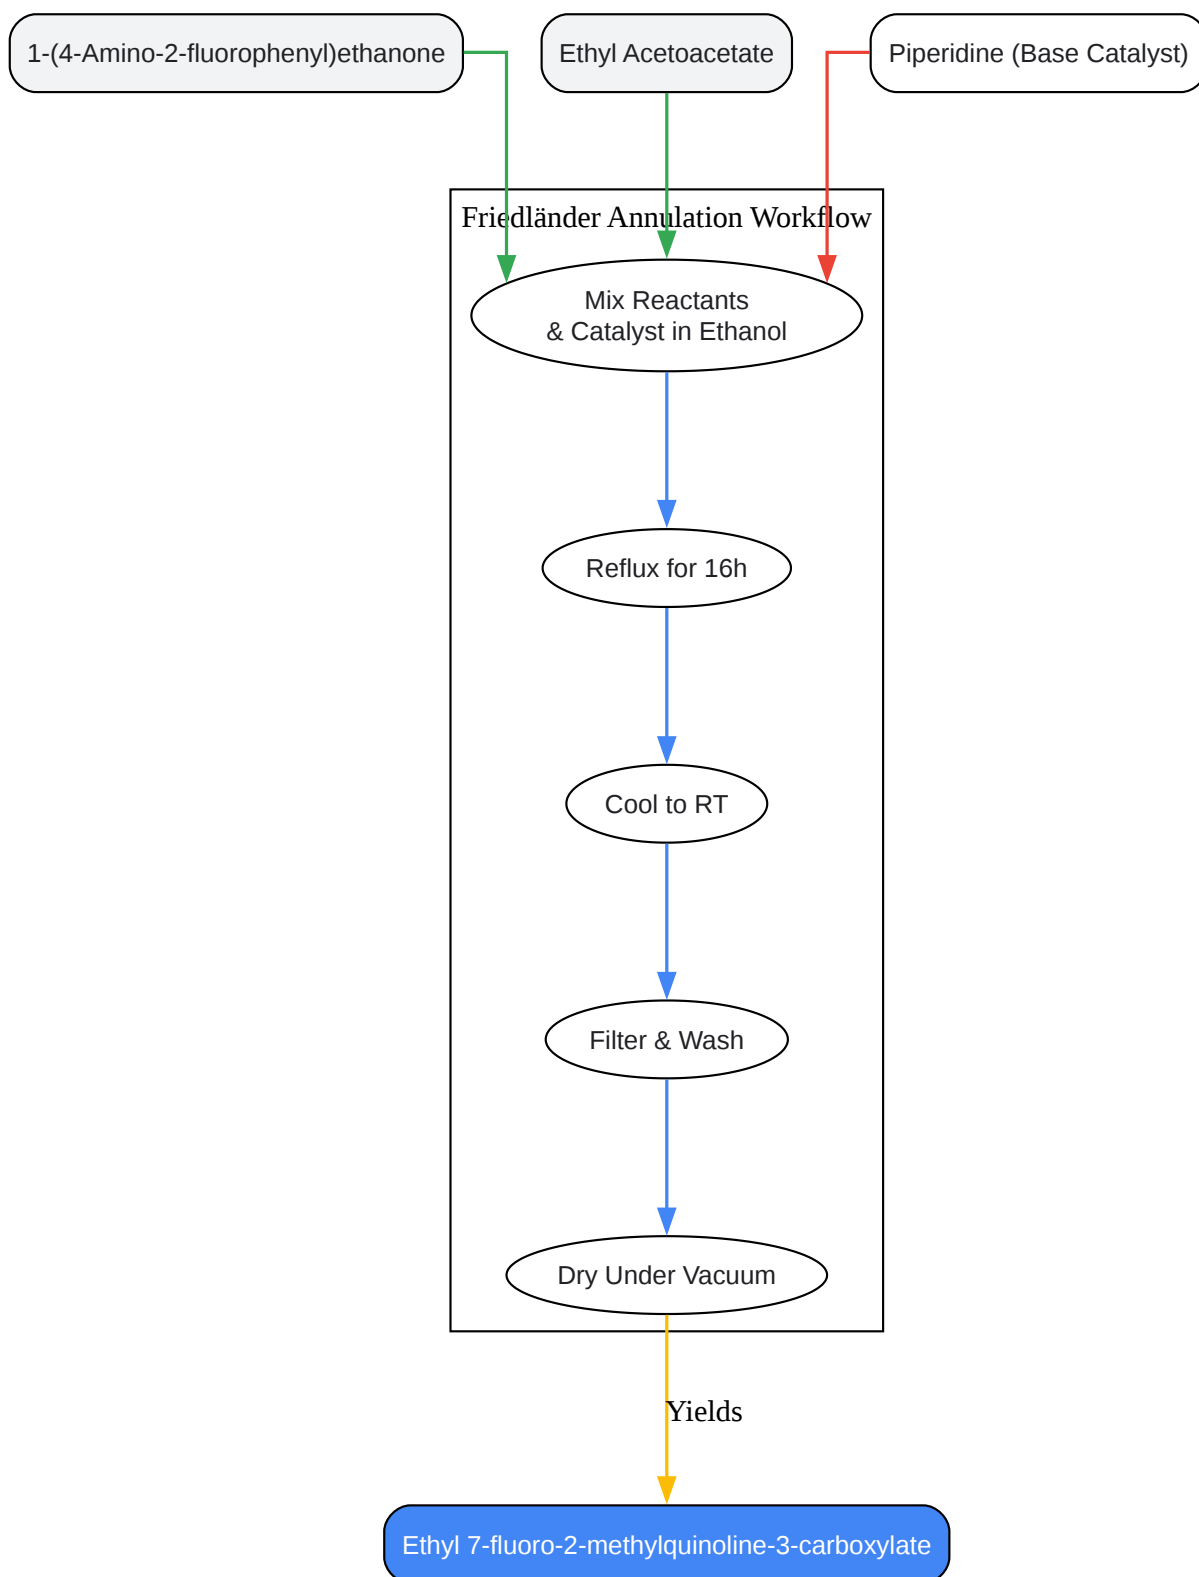 1-(4-Amino-2-fluorophenyl)ethanone
Ethyl Acetoacetate
Piperidine (Base Catalyst)
Friedländer Annulation Workflow
Mix Reactants
& Catalyst in Ethanol
Reflux for 16h
Cool to RT
Filter & Wash
Dry Under Vacuum
Yields
Ethyl 7-fluoro-2-methylquinoline-3-carboxylate